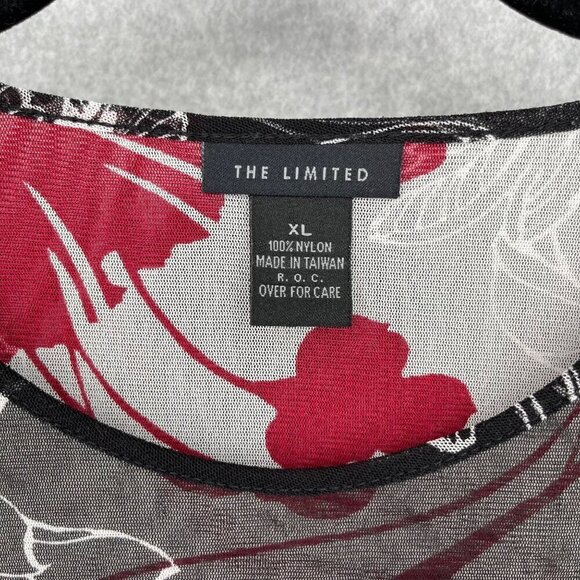 THE LIMITED
XL
100% NYLON
MADE IN TAIWAN
R. O. C.
OVER FOR CARE